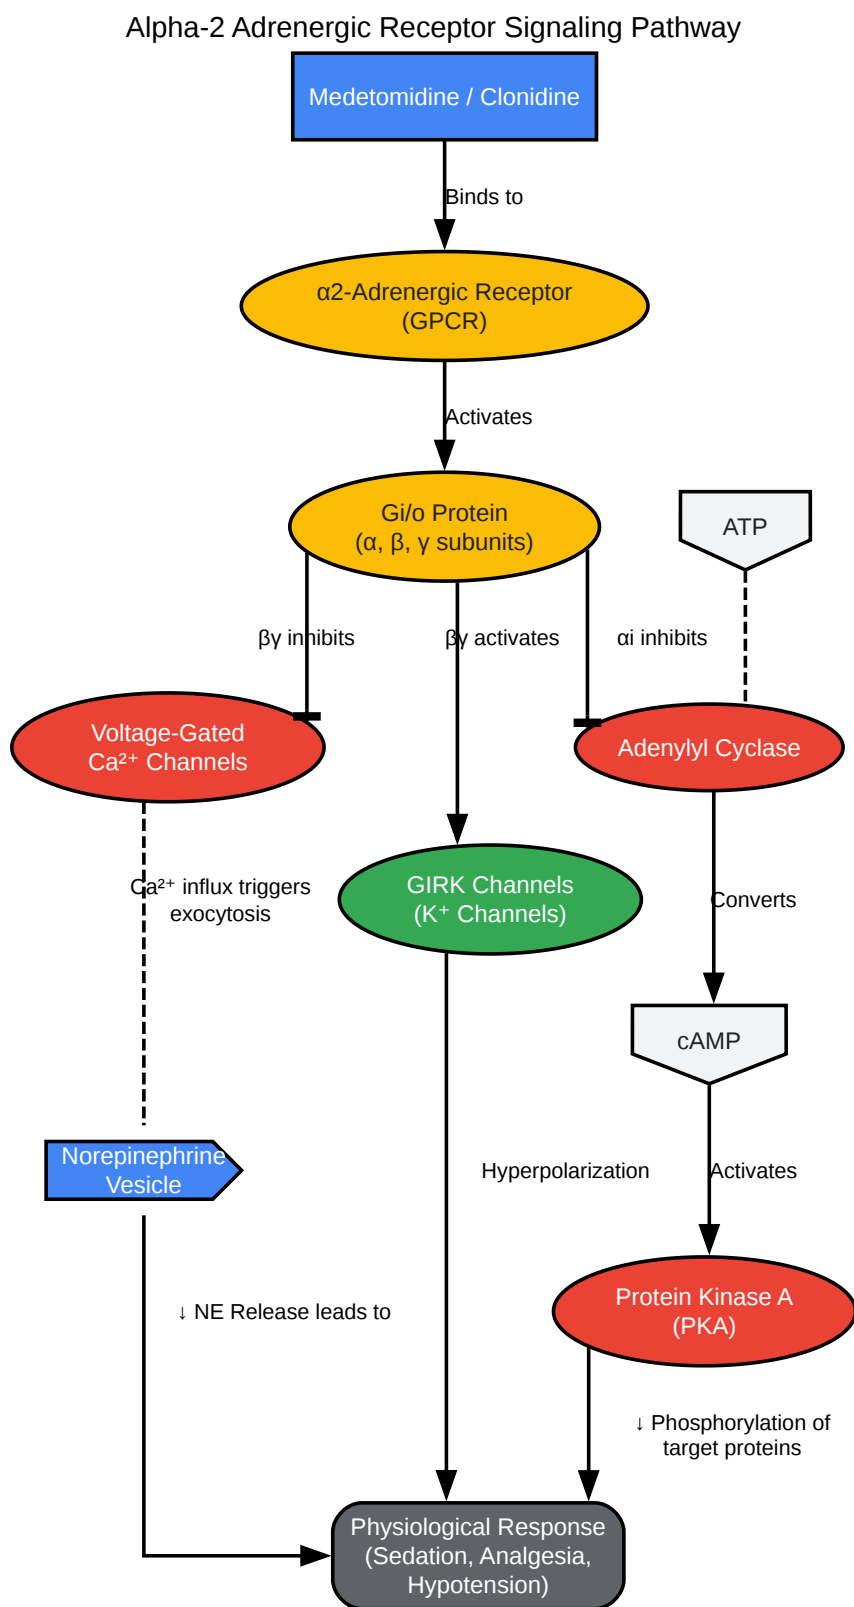 Alpha-2 Adrenergic Receptor Signaling Pathway
Medetomidine / Clonidine
Binds to
α2-Adrenergic Receptor
(GPCR)
Activates
Gi/o Protein
(α, β, γ subunits)
ATP
βγ inhibits
βγ activates
αi inhibits
Voltage-Gated
Ca²⁺ Channels
Adenylyl Cyclase
Ca²⁺ influx triggers
exocytosis
GIRK Channels
(K⁺ Channels)
Converts
cAMP
Norepinephrine
Vesicle
Hyperpolarization
Activates
↓ NE Release leads to
Protein Kinase A
(PKA)
↓ Phosphorylation of
target proteins
Physiological Response
(Sedation, Analgesia,
Hypotension)